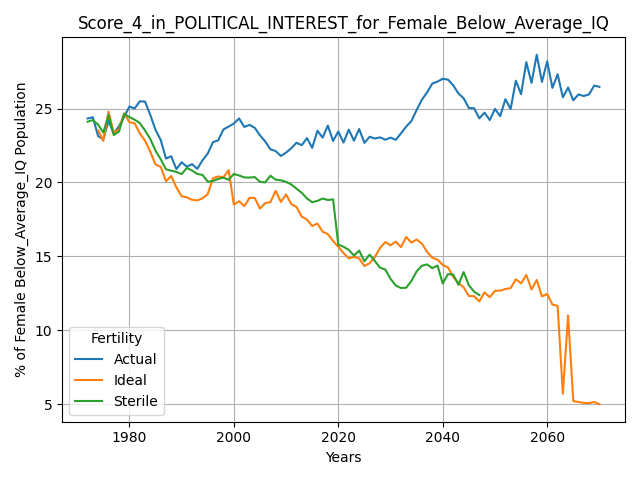 Score_4_in_POLITICAL_INTEREST_for_Female_Below_Average_IQ
% of Female Below_Average_IQ Population
25
20
15
10
5
Fertility
Actual
Ideal
Sterile
1980
2000
2020
2040
2060
Years